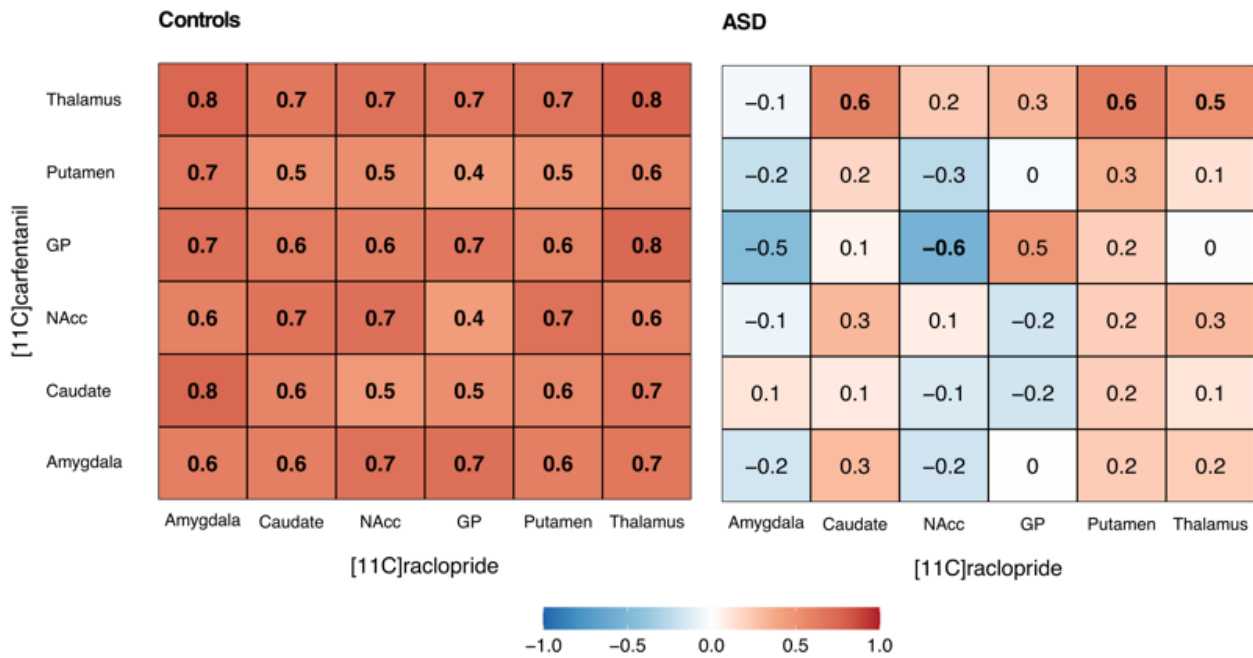 Controls ASD
Thalamus 0.8 0.7 0.7 0.7 0.7 0.8 −0.1 0.6 0.2 0.3 0.6 0.5
Putamen 0.7 0.5 0.5 0.4 0.5 0.6 −0.2 0.2 −0.3 0 0.3 0.1
GP 0.7 0.6 0.6 0.7 0.6 0.8 −0.5 0.1 −0.6 0.5 0.2 0
NAcc 0.6 0.7 0.7 0.4 0.7 0.6 −0.1 0.3 0.1 −0.2 0.2 0.3
Caudate 0.8 0.6 0.5 0.5 0.6 0.7 0.1 0.1 −0.1 −0.2 0.2 0.1
Amygdala 0.6 0.6 0.7 0.7 0.6 0.7 −0.2 0.3 −0.2 0 0.2 0.2
[11C]carfentanil
Amygdala Caudate NAcc GP Putamen Thalamus Amygdala Caudate NAcc GP Putamen Thalamus
[11C]raclopride [11C]raclopride
−1.0 −0.5 0.0 0.5 1.0